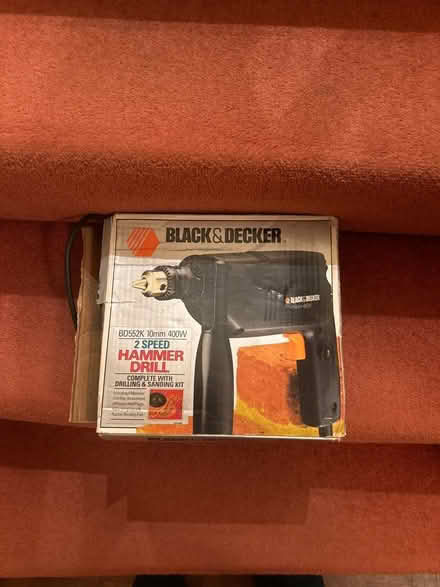 BLACK&DECKER
BLACK&DECKER
BD552K 10mm 400W
2 SPEED
HAMMER
DRILL
COMPLETE WITH
DRILLING & SANDING KIT